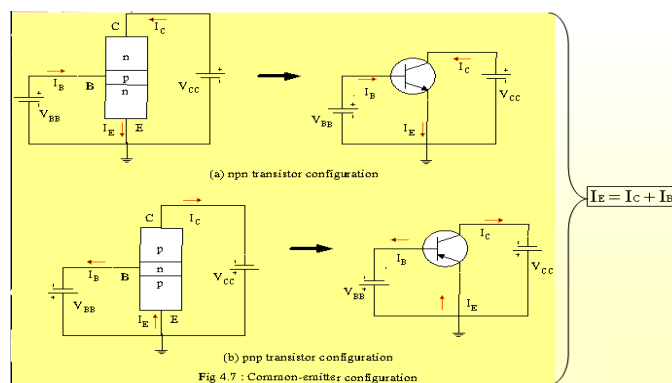 C
I_C
n
p
n
I_B
B
V_CC
V_BB
I_E
E
I_C
I_B
V_CC
V_BB
I_E
(a) npn transistor configuration
I_E = I_C + I_B
C
I_C
p
n
p
I_B
B
V_CC
V_BB
I_E
E
I_C
I_B
V_CC
V_BB
I_E
(b) pnp transistor configuration
Fig 4.7 : Common-emitter configuration